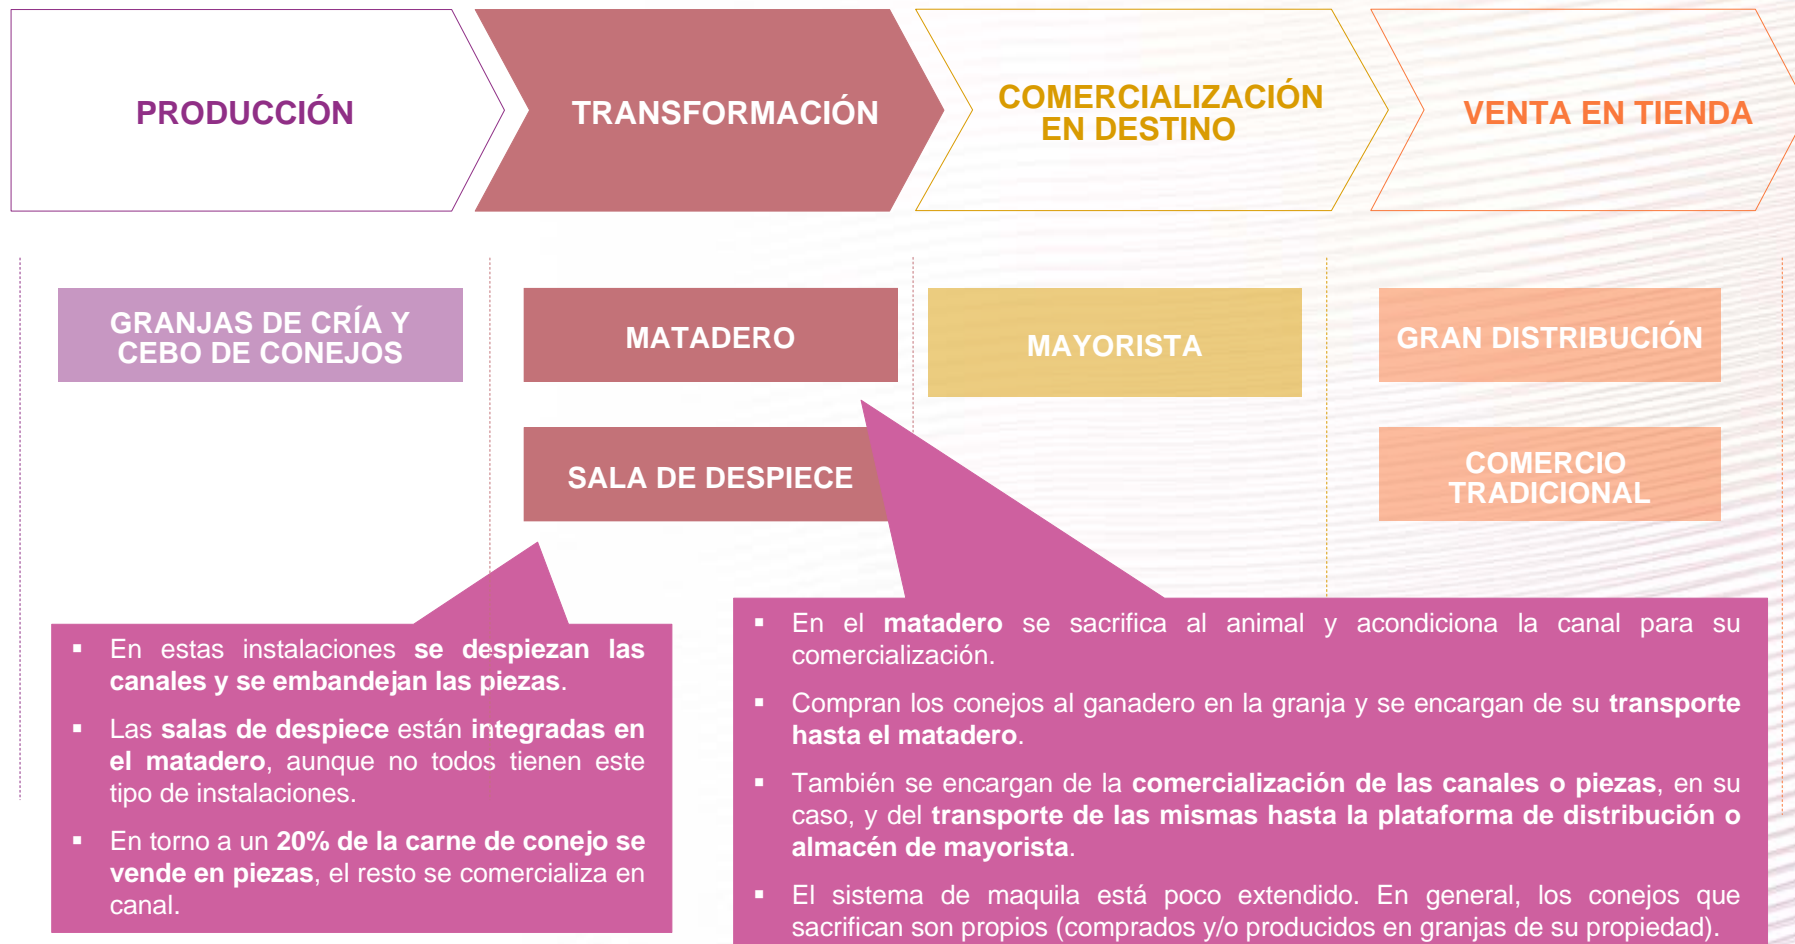 PRODUCCIÓN
TRANSFORMACIÓN
COMERCIALIZACIÓN
EN DESTINO
VENTA EN TIENDA
GRANJAS DE CRÍA Y
CEBO DE CONEJOS
MATADERO
MAYORISTA
GRAN DISTRIBUCIÓN
SALA DE DESPIECE
COMERCIO
TRADICIONAL
▪ En estas instalaciones se despiezan las
canales y se embandejan las piezas.
▪ Las salas de despiece están integradas en
el matadero, aunque no todos tienen este
tipo de instalaciones.
▪ En torno a un 20% de la carne de conejo se
vende en piezas, el resto se comercializa en
canal.
▪ En el matadero se sacrifica al animal y acondiciona la canal para su
comercialización.
▪ Compran los conejos al ganadero en la granja y se encargan de su transporte
hasta el matadero.
▪ También se encargan de la comercialización de las canales o piezas, en su
caso, y del transporte de las mismas hasta la plataforma de distribución o
almacén de mayorista.
▪ El sistema de maquila está poco extendido. En general, los conejos que
sacrifican son propios (comprados y/o producidos en granjas de su propiedad).